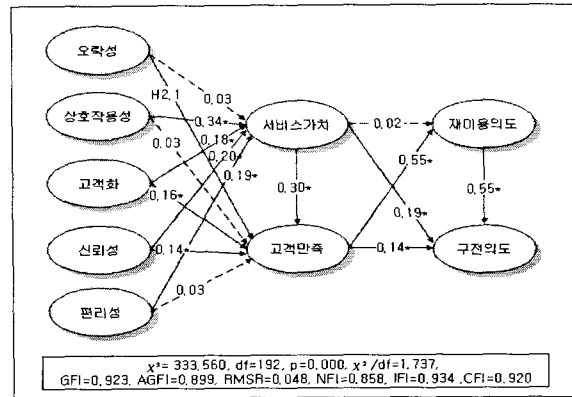 오락성
H2.1
0.03
상호작용성
0.34*
서비스가치
0.02
재미용의도
0.03
0.18*
0.20*
고객화
0.19*
0.55*
0.16*
0.30*
0.19*
0.55*
신뢰성
0.14*
고객만족
0.14*
구전의도
편리성
0.03
χ²= 333.560, df=192, p=0.000, χ²/df=1.737,
GFI=0.923, AGFI=0.899, RMSR=0.048, NFI=0.858, IFI=0.934 ,CFI=0.920